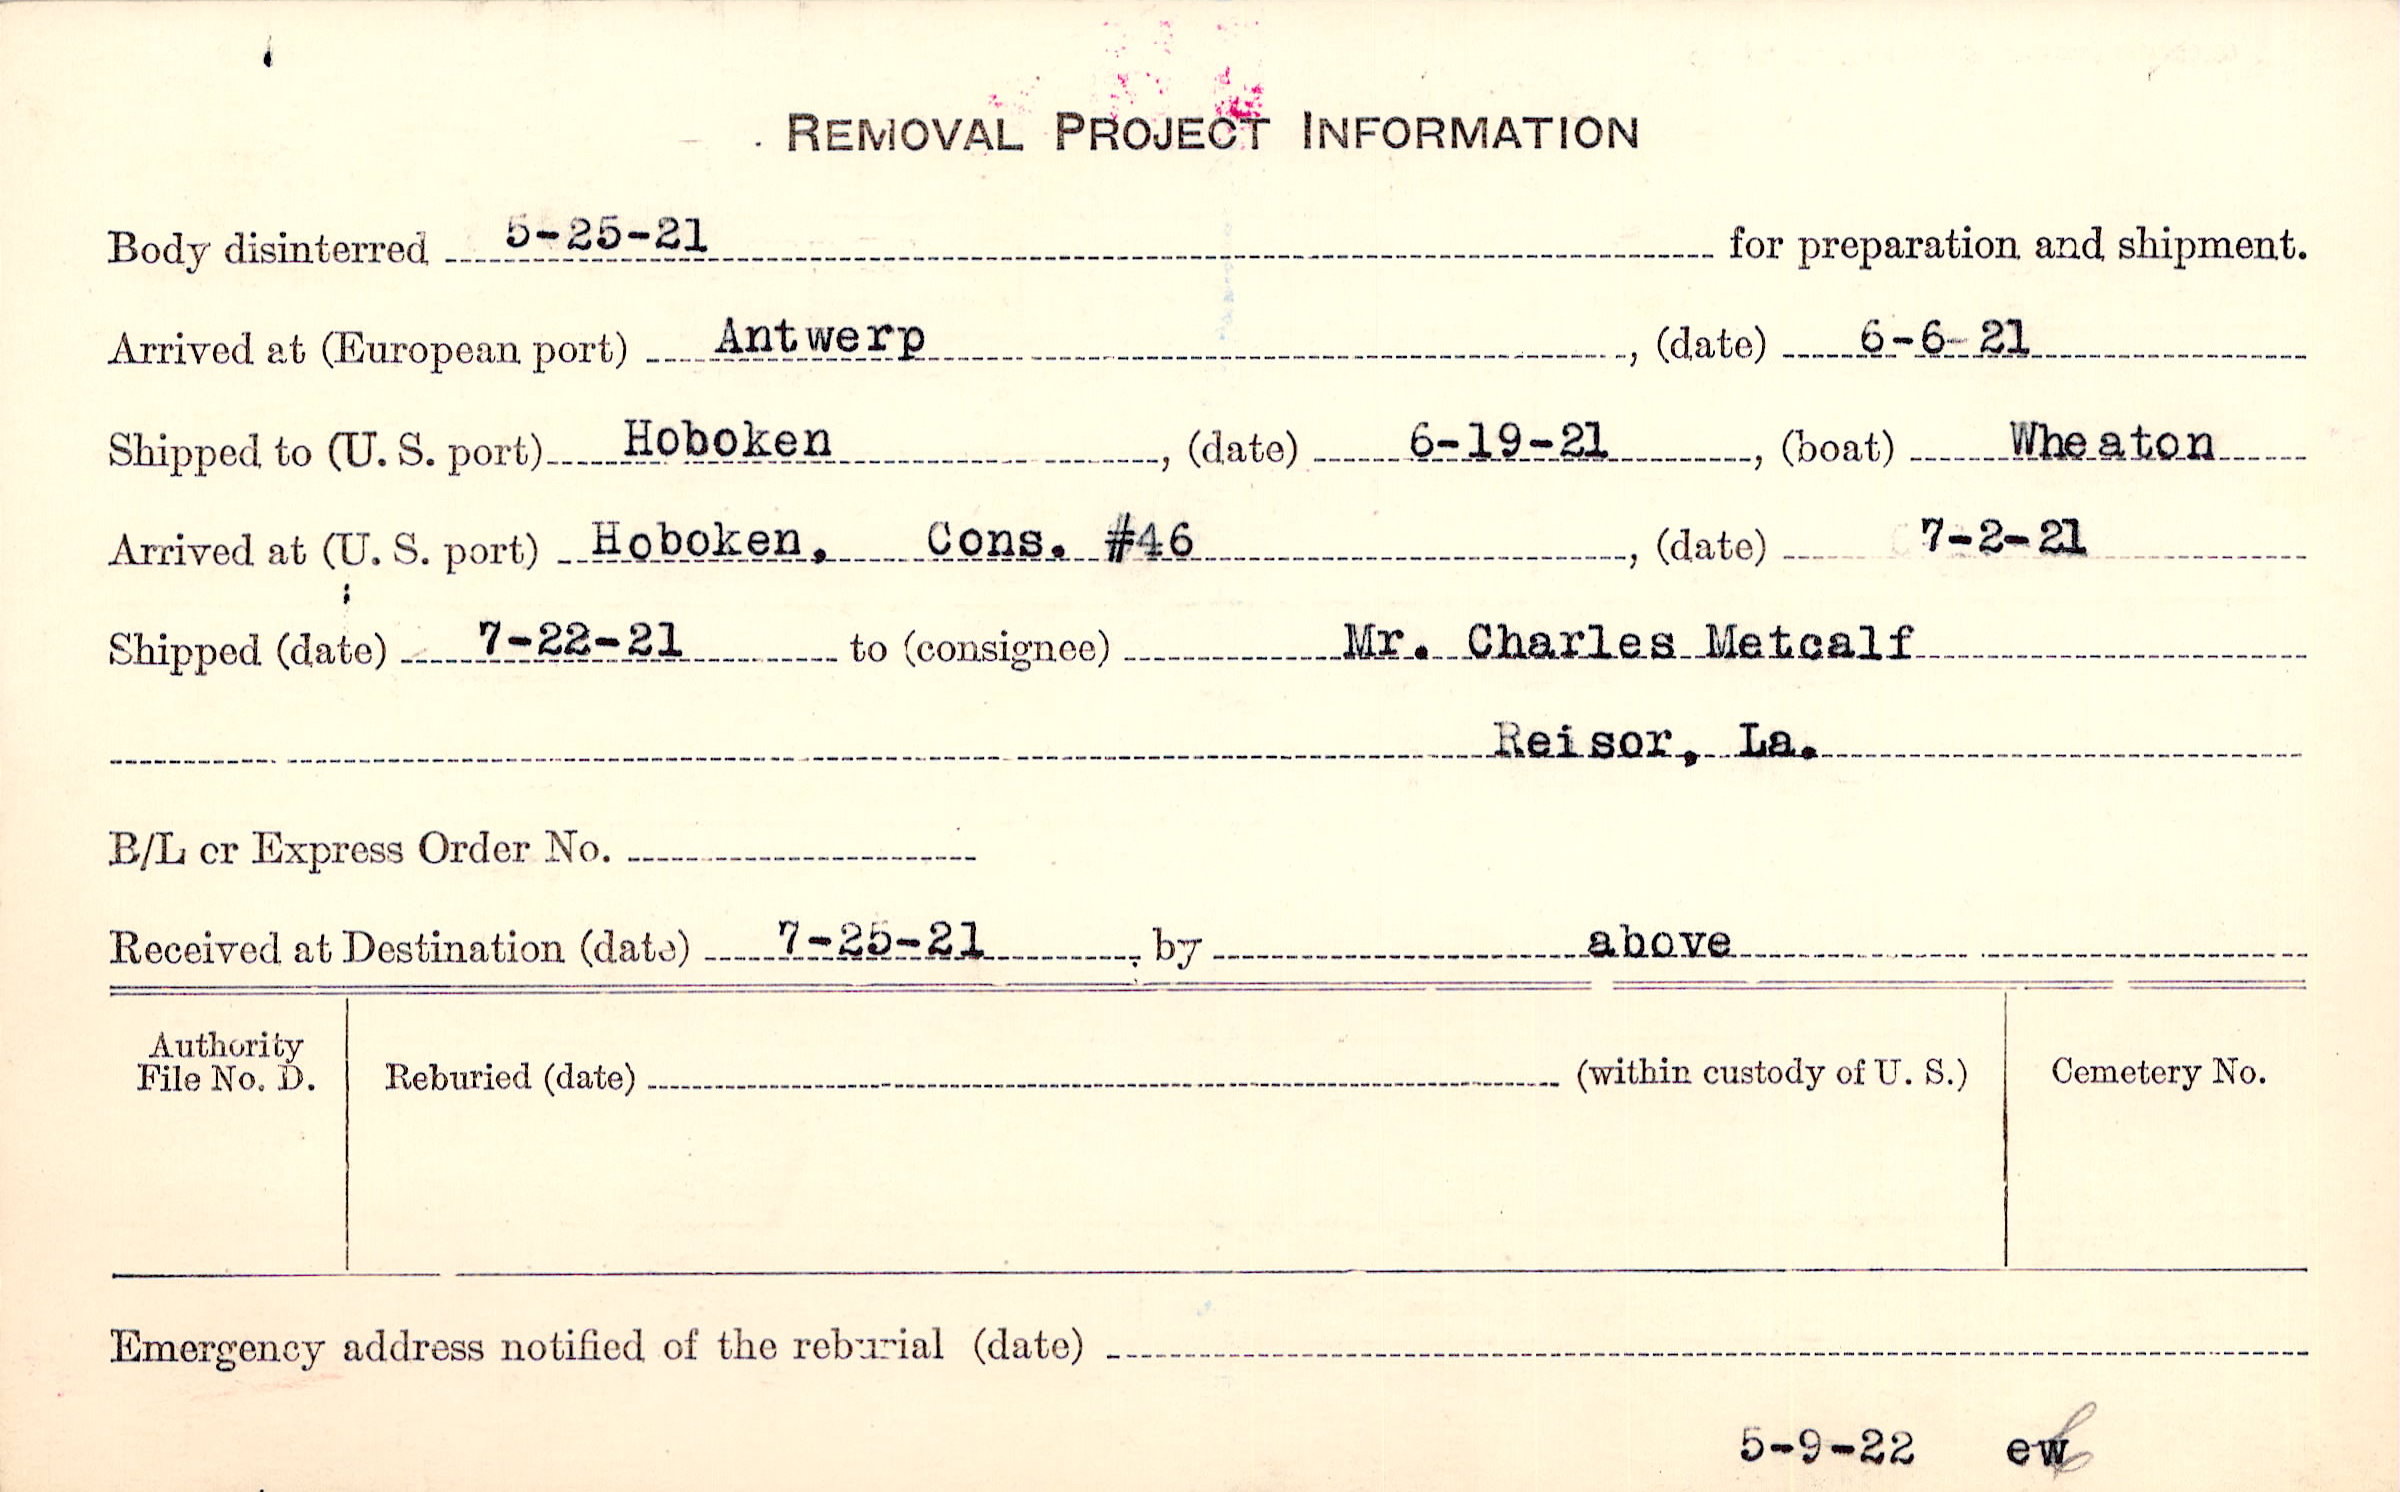 REMOVAL PROJECT INFORMATION
Body disinterred 5-25-21 for preparation and shipment.
Arrived at (European port) Antwerp, (date) 6-6-21
Shipped to (U. S. port) Hoboken, (date) 6-19-21, (boat) Wheaton
Arrived at (U. S. port) Hoboken, Cons. #46, (date) 7-2-21
Shipped (date) 7-22-21 to (consignee) Mr. Charles Metcalf
Reisor, La.
B/L or Express Order No.
Received at Destination (date) 7-25-21, by above
Authority
File No. D.
Reburied (date) (within custody of U. S.)
Cemetery No.
Emergency address notified of the reburial (date)
5-9-22 ew